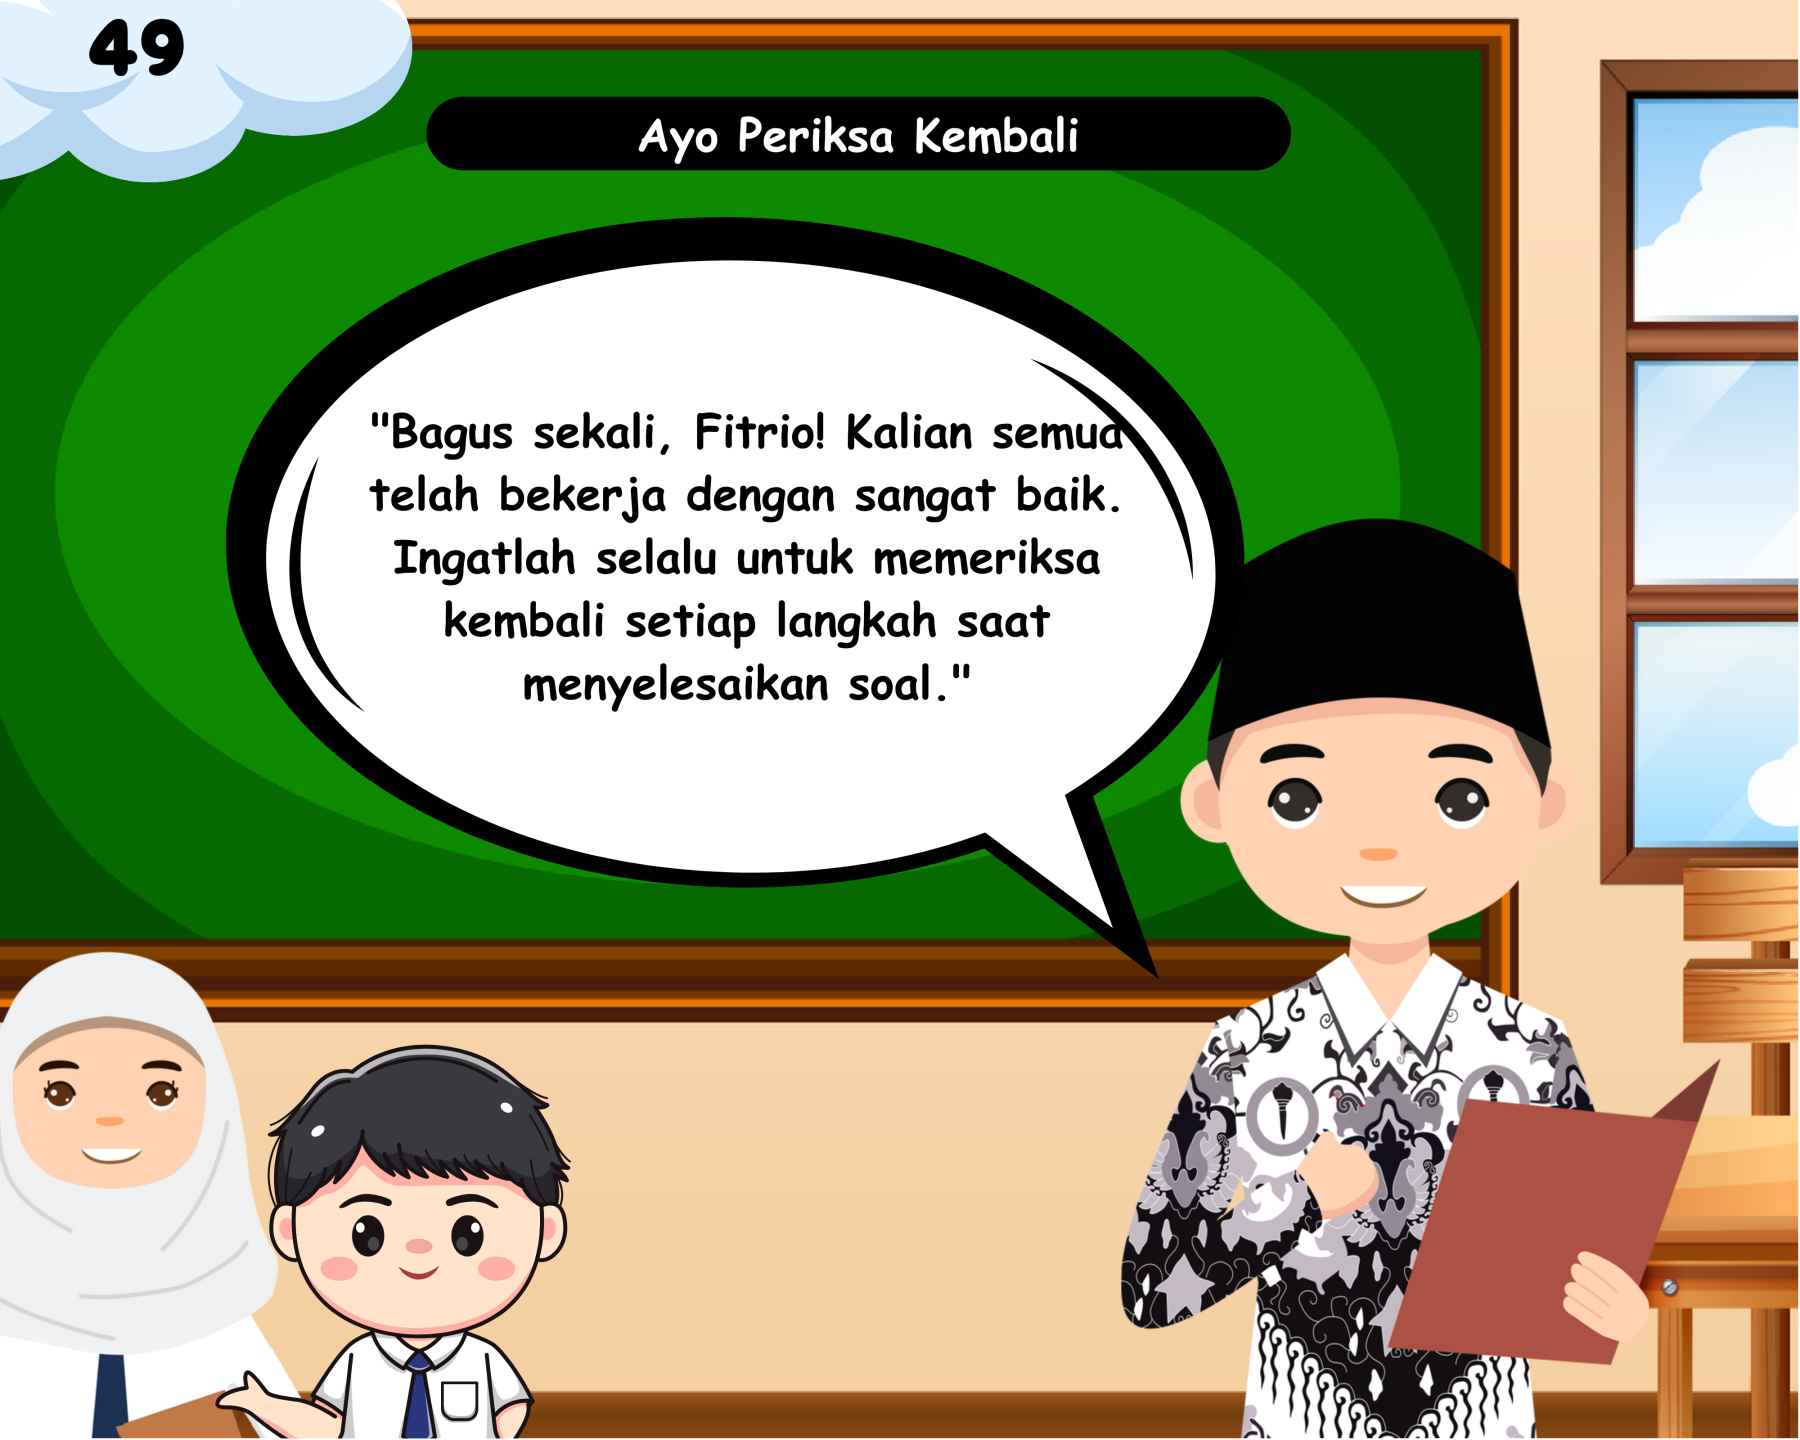 49
Ayo Periksa Kembali
"Bagus sekali, Fitrio! Kalian semua
telah bekerja dengan sangat baik.
Ingatlah selalu untuk memeriksa
kembali setiap langkah saat
menyelesaikan soal."